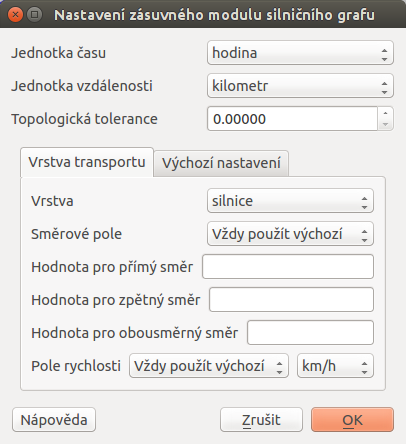 Nastavení zásuvného modulu silničního grafu
Jednotka času hodina
Jednotka vzdálenosti kilometr
Topologická tolerance 0.00000
Vrstva transportu Výchozí nastavení
Vrstva silnice
Směrové pole Vždy použít výchozí
Hodnota pro přímý směr
Hodnota pro zpětný směr
Hodnota pro obousměrný směr
Pole rychlosti Vždy použít výchozí km/h
Nápověda Zrušit OK